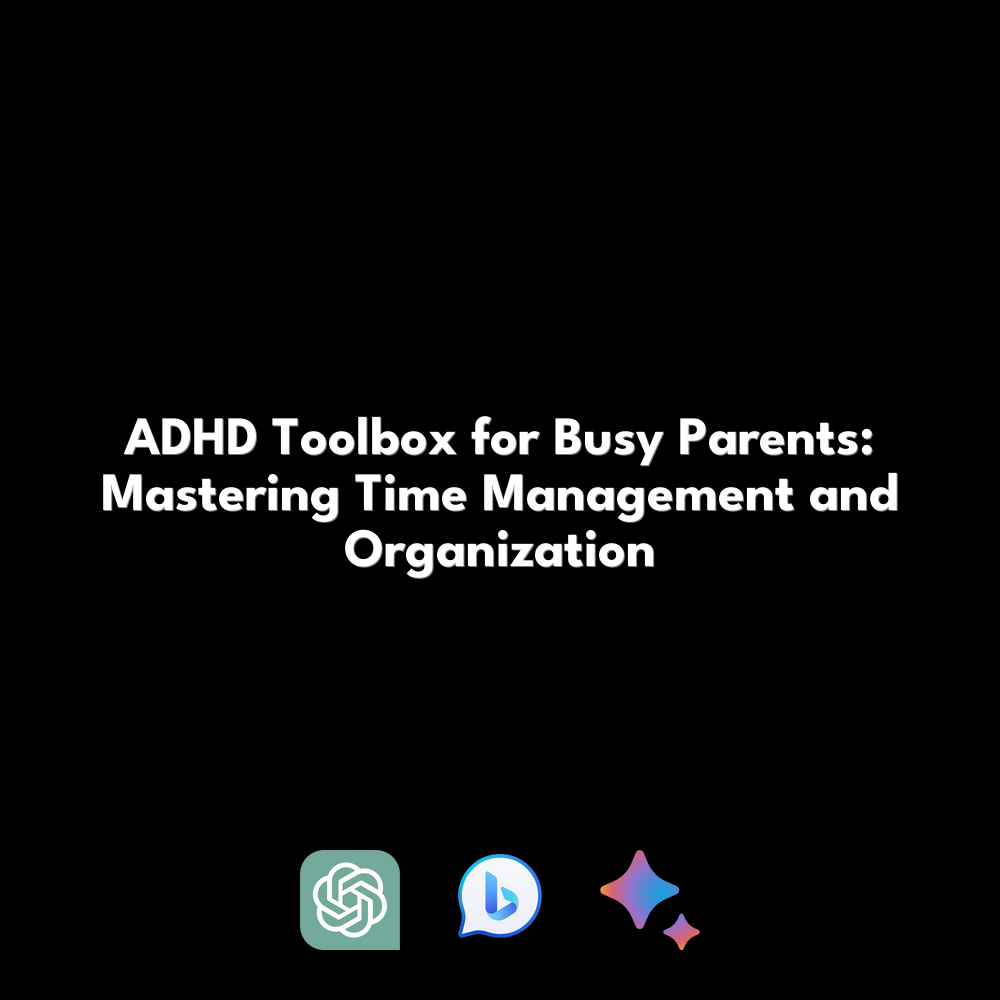 ADHD Toolbox for Busy Parents:
Mastering Time Management and
Organization